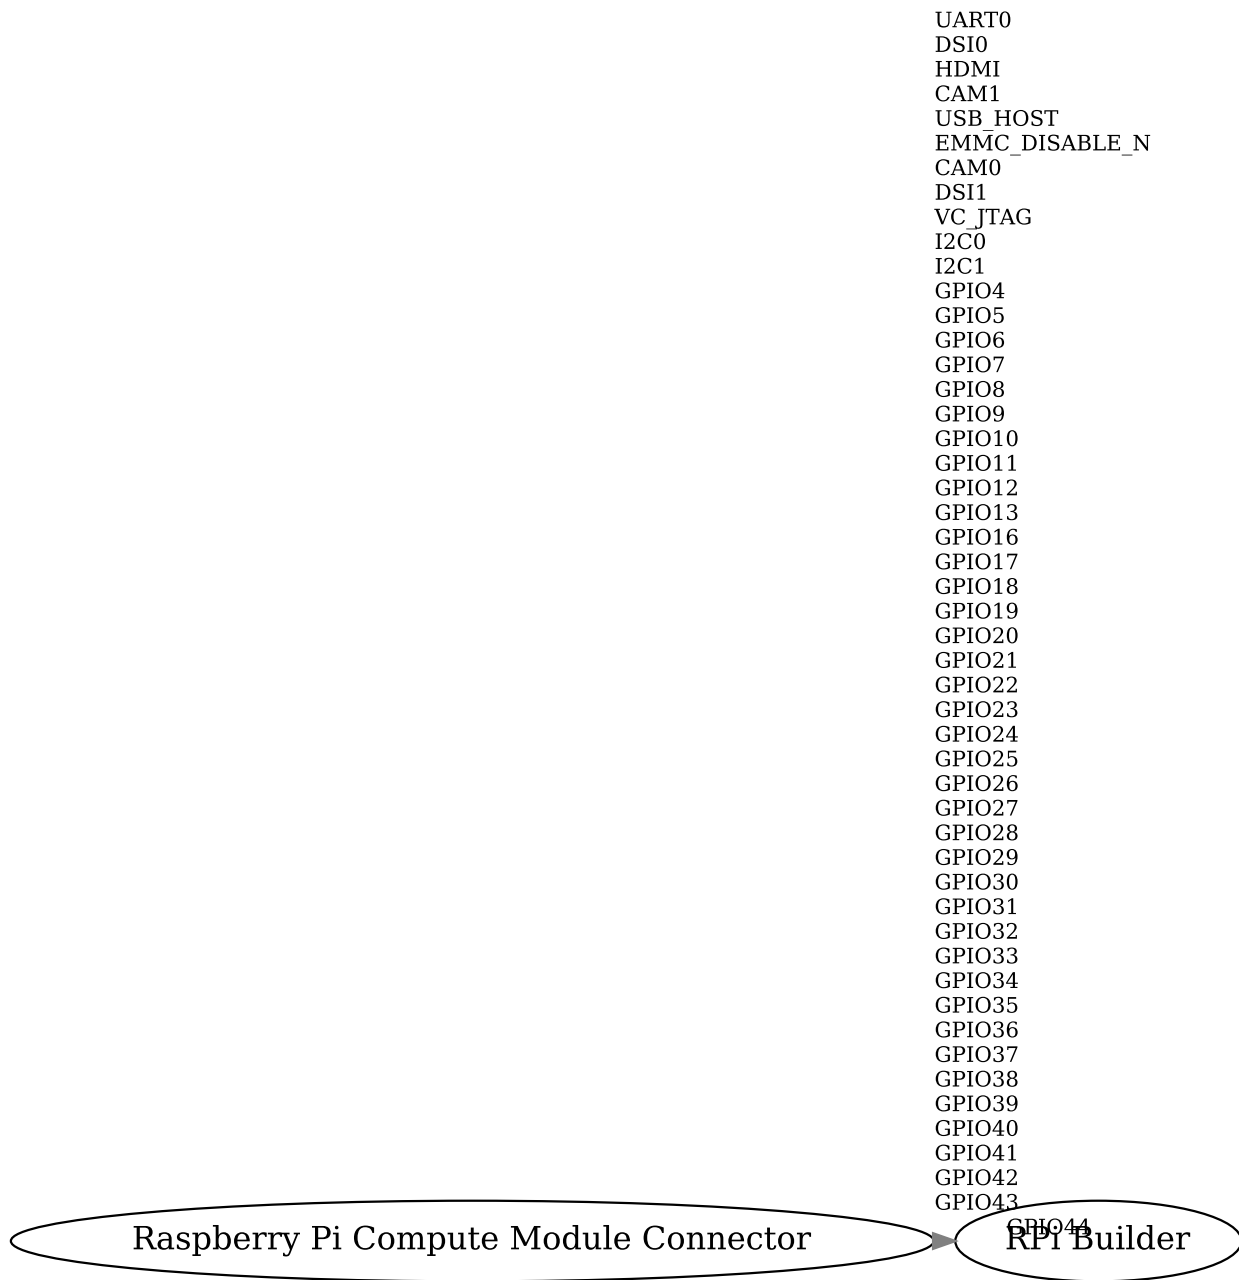 UART0
DSI0
HDMI
CAM1
USB_HOST
EMMC_DISABLE_N
CAM0
DSI1
VC_JTAG
I2C0
I2C1
GPIO4
GPIO5
GPIO6
GPIO7
GPIO8
GPIO9
GPIO10
GPIO11
GPIO12
GPIO13
GPIO16
GPIO17
GPIO18
GPIO19
GPIO20
GPIO21
GPIO22
GPIO23
GPIO24
GPIO25
GPIO26
GPIO27
GPIO28
GPIO29
GPIO30
GPIO31
GPIO32
GPIO33
GPIO34
GPIO35
GPIO36
GPIO37
GPIO38
GPIO39
GPIO40
GPIO41
GPIO42
GPIO43
GPIO44
Raspberry Pi Compute Module Connector
RPi Builder